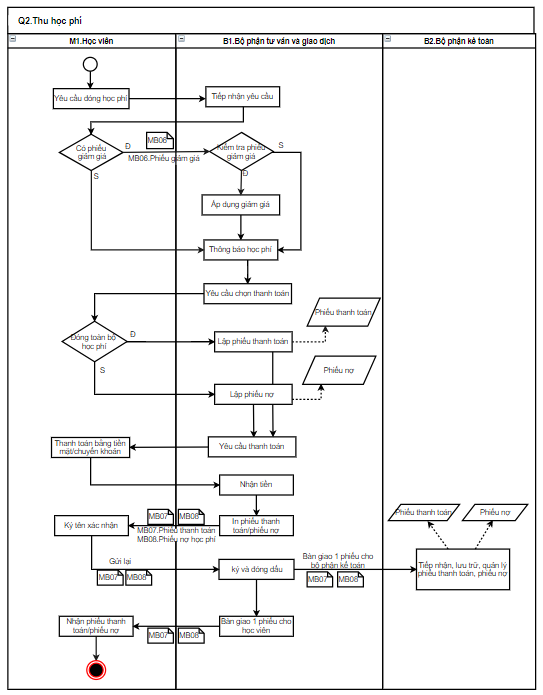 Q2.Thu học phí
M1.Học viên
B1.Bộ phận tư vấn và giao dịch
B2.Bộ phận kế toán
Yêu cầu đóng học phí
Tiếp nhận yêu cầu
Có phiếu
giảm giá
Đ
MB06
MB06.Phiếu giảm giá
Kiểm tra phiếu
giảm giá
S
S
Đ
Áp dụng giảm giá
Thông báo học phí
Yêu cầu chọn thanh toán
Phiếu thanh toán
Đóng toàn bộ
học phí
Đ
Lập phiếu thanh toán
S
Phiếu nợ
Lập phiếu nợ
Thanh toán bằng tiền
mặt/chuyển khoản
Yêu cầu thanh toán
Nhận tiền
MB07
MB08
Phiếu thanh toán
Phiếu nợ
Ký tên xác nhận
MB07.Phiếu thanh toán
MB08.Phiếu nợ học phí
In phiếu thanh
toán/phiếu nợ
Gửi lại
MB07
MB08
ký và đóng dấu
Bàn giao 1 phiếu cho
bộ phận kế toán
MB07
MB08
Tiếp nhận, lưu trữ, quản lý
phiếu thanh toán, phiếu nợ
Nhận phiếu thanh
toán/phiếu nợ
MB07
MB08
Bàn giao 1 phiếu cho
học viên